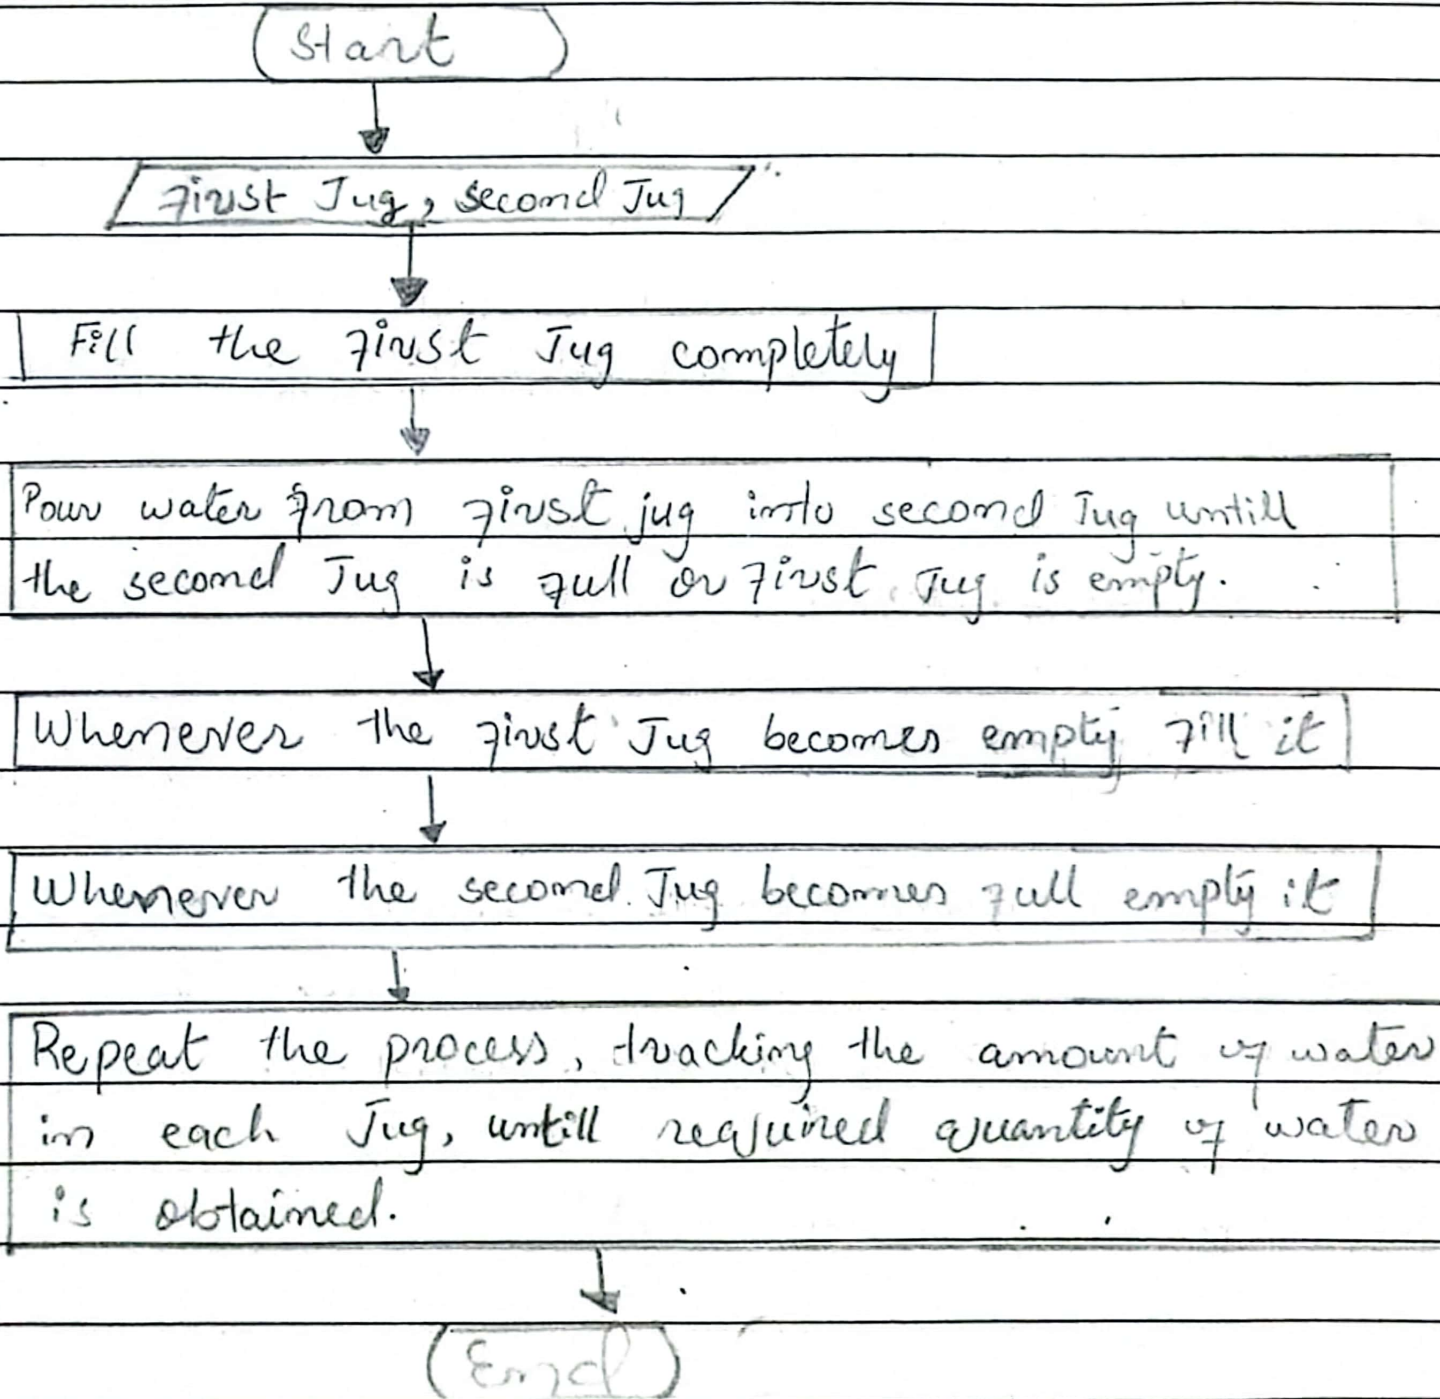 Start
First Jug, second Jug
Fill the first Jug completely
Pour water from first jug into second Jug untill
the second Jug is full or first Jug is empty.
Whenever the first Jug becomes empty fill it
Whenever the second Jug becomes full empty it
Repeat the process, tracking the amount of water
in each Jug, untill required quantity of water
is obtained.
End